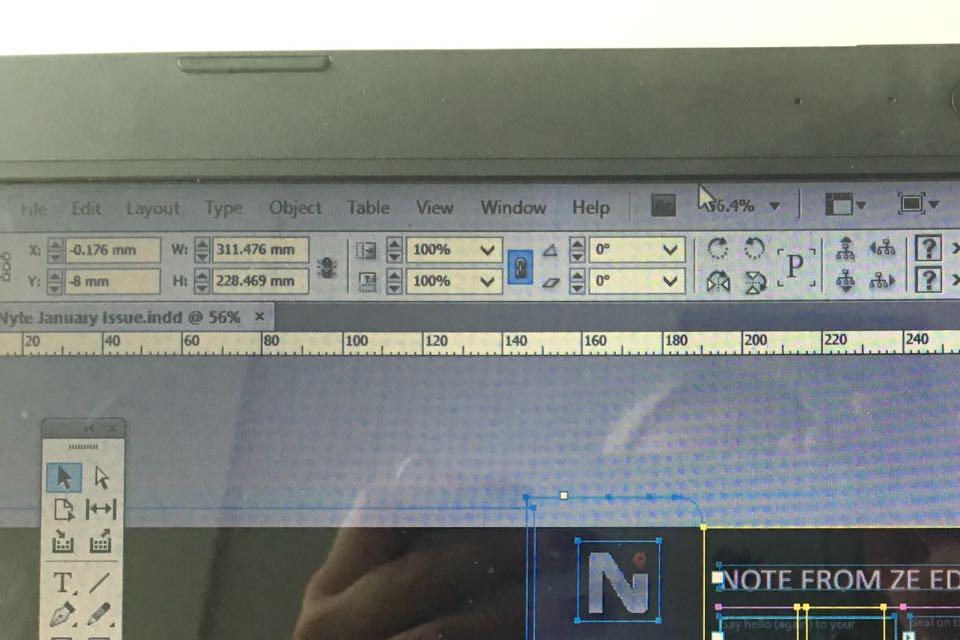 File Edit Layout Type Object Table View Window Help 56.4%
X: -0.176 mm W: 311.476 mm 100% 0°
Y: -8 mm H: 228.469 mm 100% 0°
P ? ?
Nyte January Issue.indd @ 56% ×
20 40 60 80 100 120 140 160 180 200 220 240
T
N
NOTE FROM ZE ED
Say hello (again) to your